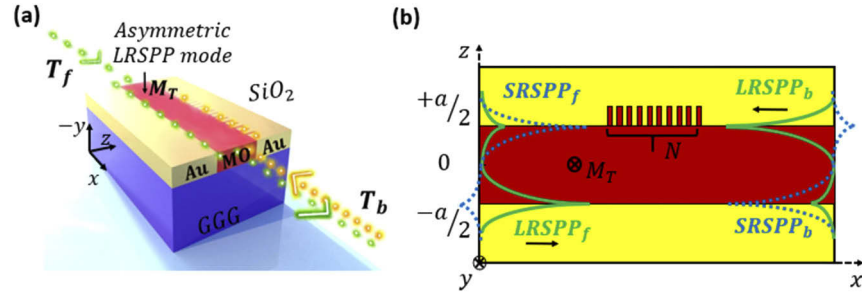 (a)
Asymmetric
LRSPP mode
T_f
M_T
SiO₂
-y
z
x
Au
MO
Au
GGG
T_b
(b)
z
+a/2
SRSPP_f
LRSPP_b
N
0
M_T
-a/2
LRSPP_f
SRSPP_b
y
x